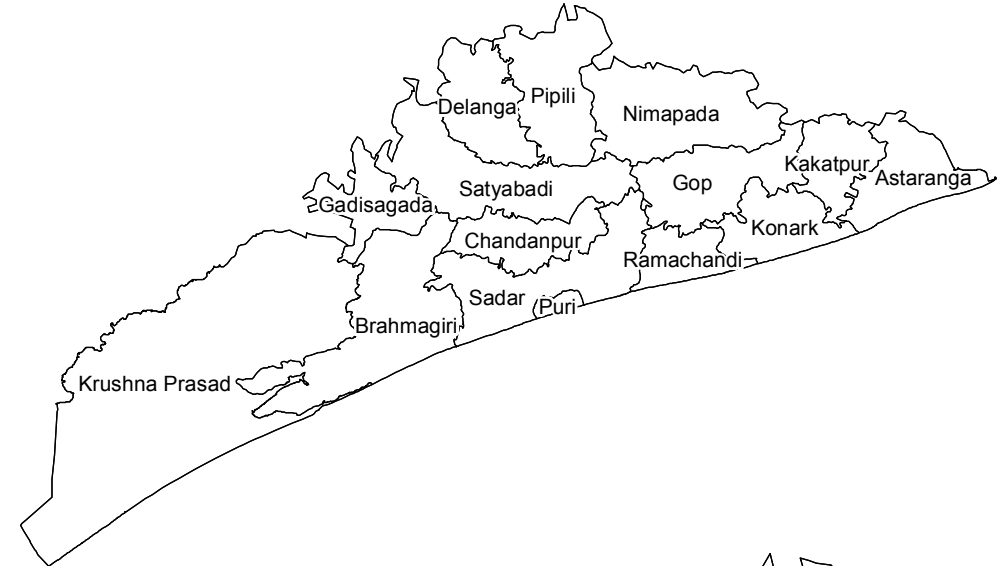 Pipili
Delanga
Nimapada
Kakatpur
Astaranga
Gop
Satyabadi
Gadisagada
Konark
Chandanpur
Ramachandi
Sadar
Puri
Brahmagiri
Krushna Prasad